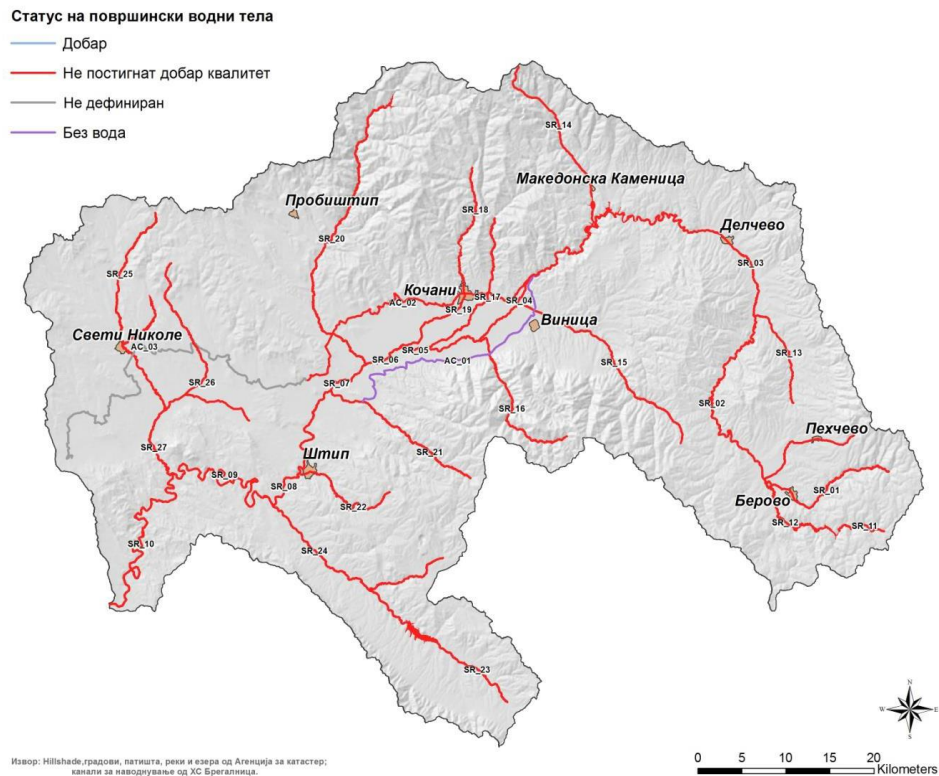 Статус на површински водни тела
Добар
Не постигнат добар квалитет
Не дефиниран
Без вода
SR_14
Македонска Каменица
Пробиштип
SR_18
Делчево
SR_20
SR_03
SR_25
Кочани
SR_17
SR_04
AC_02
SR_19
Виница
Свети Николе
AC_03
SR_05
SR_06
AC_01
SR_15
SR_13
SR_26
SR_07
SR_02
SR_16
Пехчево
SR_27
Штип
SR_21
SR_09
SR_08
SR_01
Берово
SR_22
SR_12
SR_11
SR_10
SR_24
SR_23
N
W
E
S
Извор: Hillshade,градови, патишта, реки и езера од Агенција за катастер;
канали за наводнување од ХС Брегалница.
0 5 10 20
Kilometers